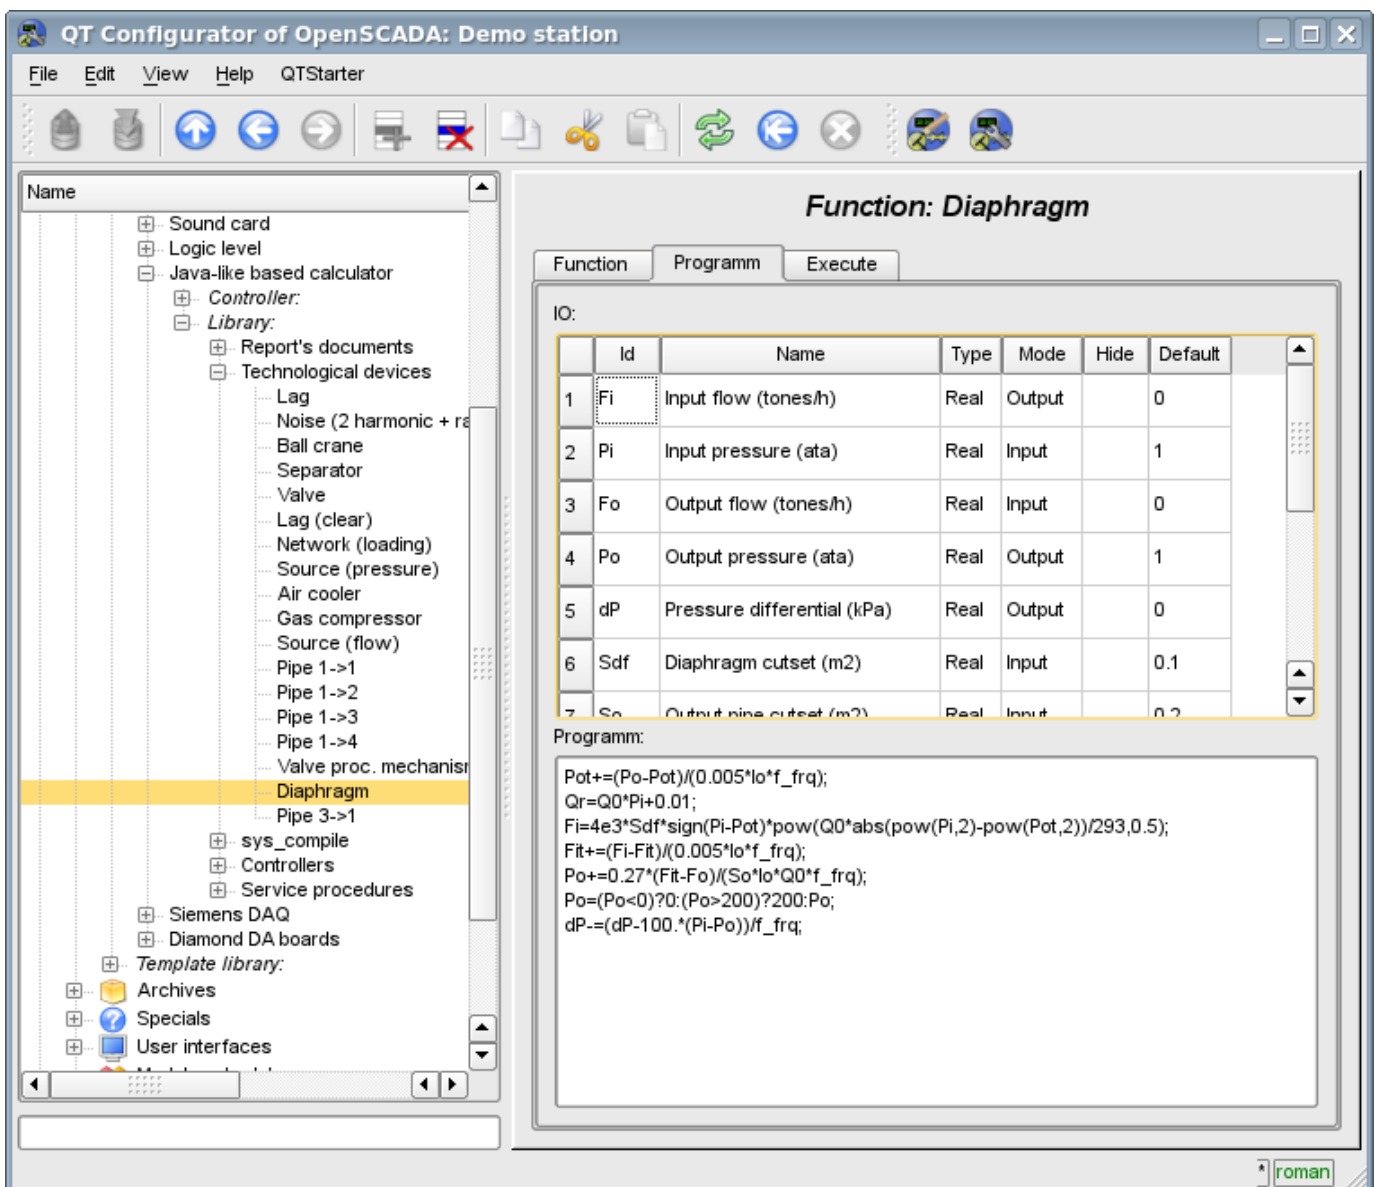 QT Configurator of OpenSCADA: Demo station
File Edit View Help QTStarter
Name
Sound card
Logic level
Java-like based calculator
Controller:
Library:
Report's documents
Technological devices
Lag
Noise (2 harmonic + ra
Ball crane
Separator
Valve
Lag (clear)
Network (loading)
Source (pressure)
Air cooler
Gas compressor
Source (flow)
Pipe 1->1
Pipe 1->2
Pipe 1->3
Pipe 1->4
Valve proc. mechanisr
Diaphragm
Pipe 3->1
sys_compile
Controllers
Service procedures
Siemens DAQ
Diamond DA boards
Template library:
Archives
Specials
User interfaces
Function: Diaphragm
Function Programm Execute
IO:
Id Name Type Mode Hide Default
1 Fi Input flow (tones/h) Real Output 0
2 Pi Input pressure (ata) Real Input 1
3 Fo Output flow (tones/h) Real Input 0
4 Po Output pressure (ata) Real Output 1
5 dP Pressure differential (kPa) Real Output 0
6 Sdf Diaphragm cutset (m2) Real Input 0.1
7 So Output pipe cutset (m2) Real Input 0.2
Programm:
Pot+=(Po-Pot)/(0.005*lo*f_frq);
Qr=Q0*Pi+0.01;
Fi=4e3*Sdf*sign(Pi-Pot)*pow(Q0*abs(pow(Pi,2)-pow(Pot,2))/293,0.5);
Fit+=(Fi-Fit)/(0.005*lo*f_frq);
Po+=0.27*(Fit-Fo)/(So*lo*Q0*f_frq);
Po=(Po<0)?0:(Po>200)?200:Po;
dP-=(dP-100.*(Pi-Po))/f_frq;
* roman